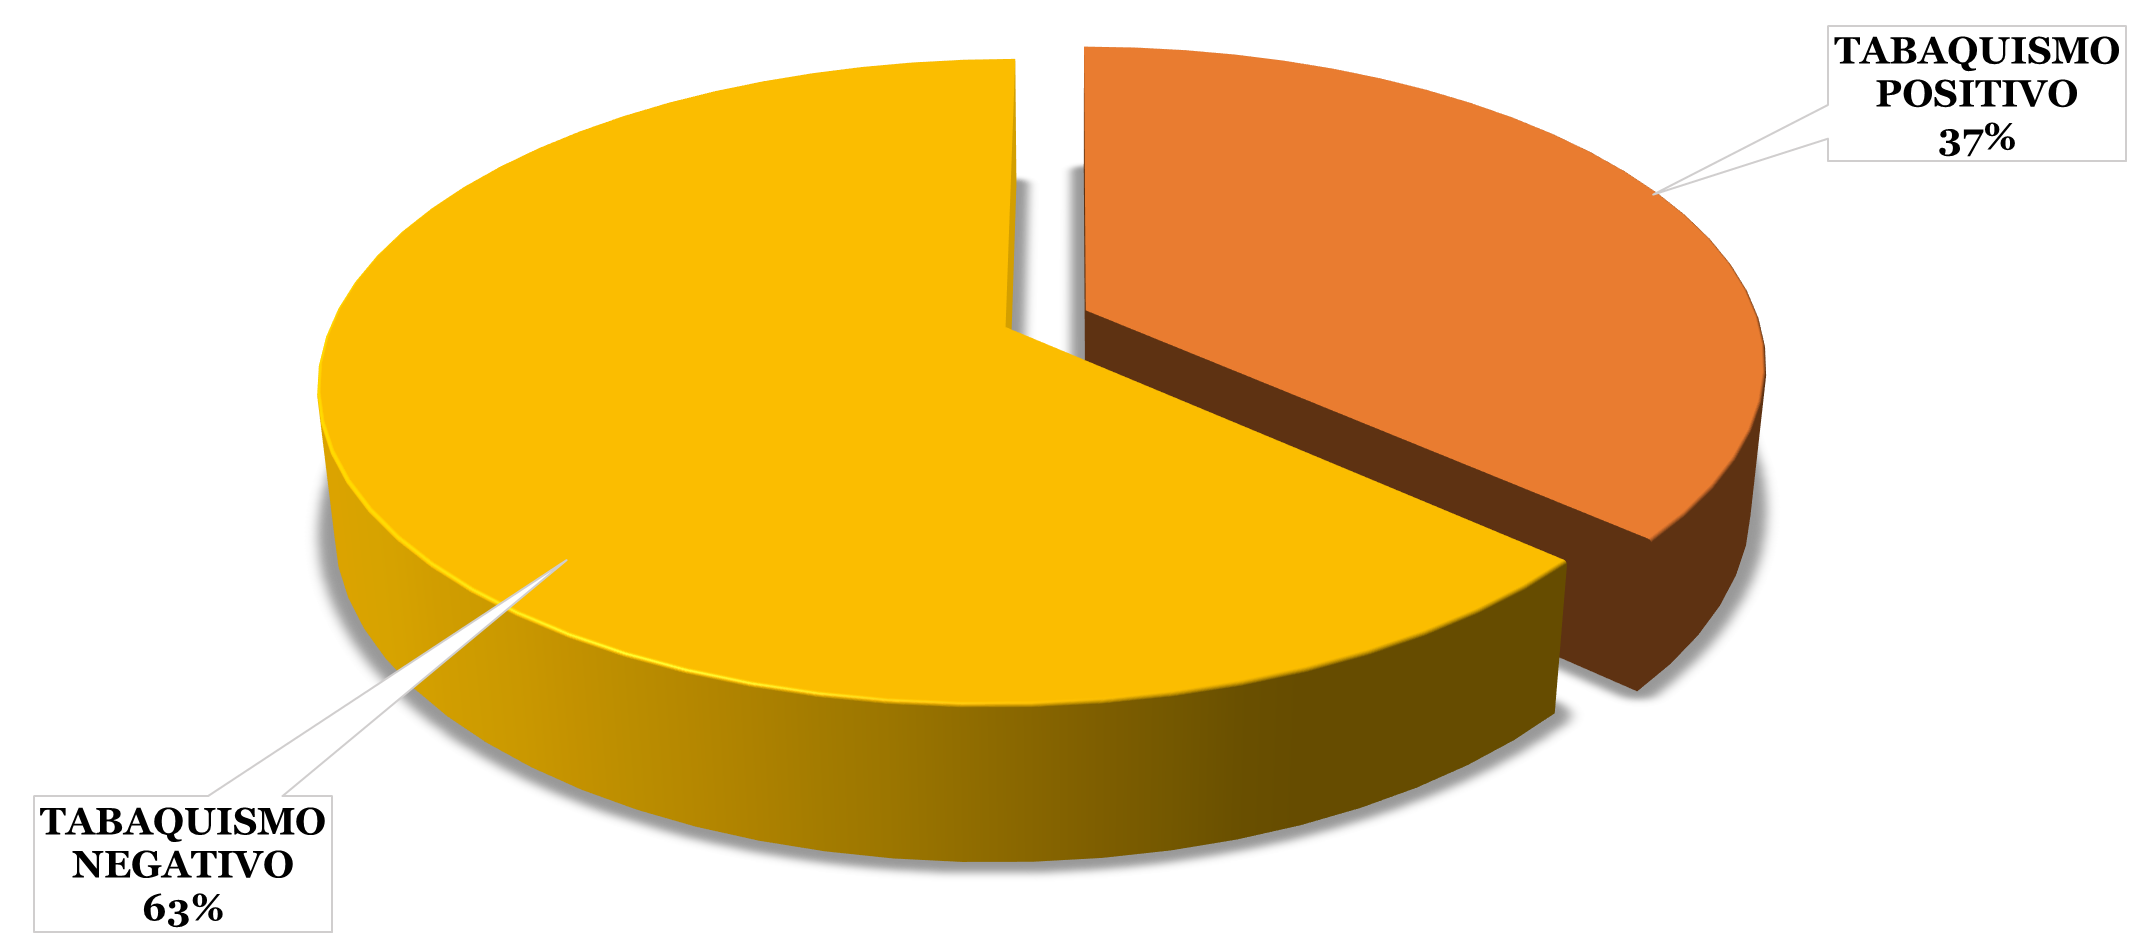 TABAQUISMO
POSITIVO
37%
TABAQUISMO
NEGATIVO
63%